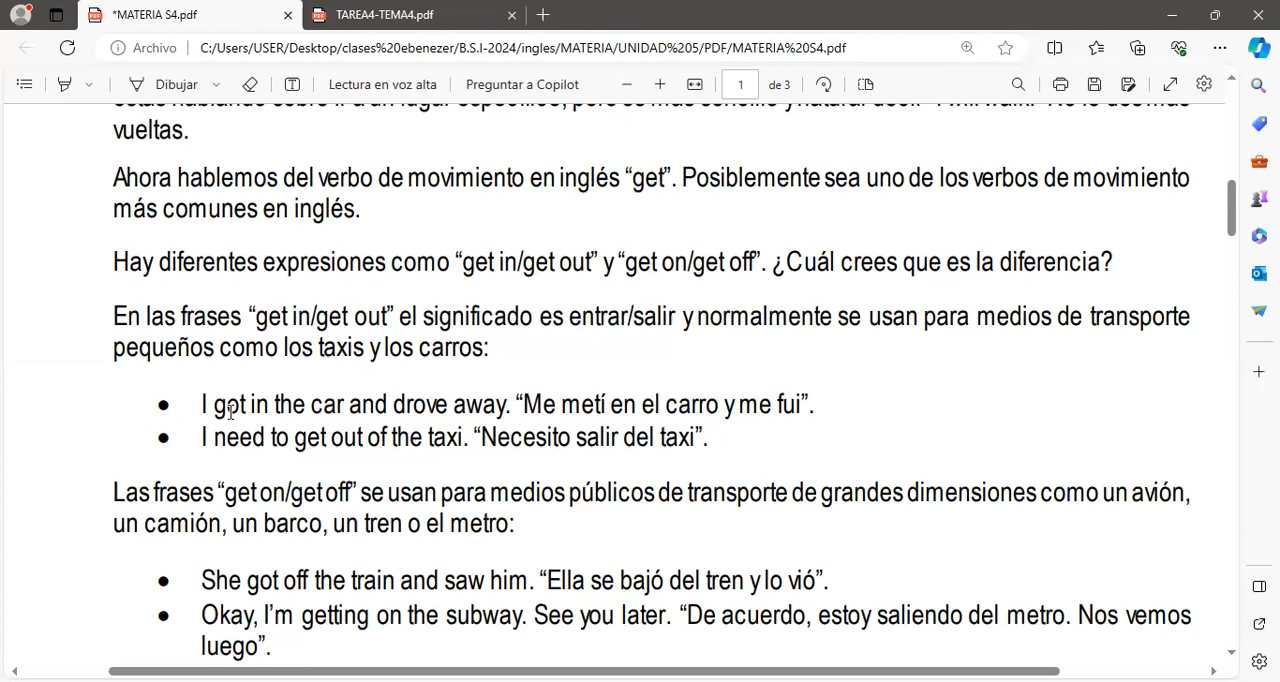 *MATERIA S4.pdf
TAREA4-TEMA4.pdf
Archivo
C:/Users/USER/Desktop/clases%20ebenezer/B.S.I-2024/ingles/MATERIA/UNIDAD%205/PDF/MATERIA%20S4.pdf
Dibujar
Lectura en voz alta
Preguntar a Copilot
1
de 3
vueltas.
Ahora hablemos del verbo de movimiento en inglés “get”. Posiblemente sea uno de los verbos de movimiento
más comunes en inglés.
Hay diferentes expresiones como “get in/get out” y “get on/get off”. ¿Cuál crees que es la diferencia?
En las frases “get in/get out” el significado es entrar/salir y normalmente se usan para medios de transporte
pequeños como los taxis y los carros:
• I got in the car and drove away. “Me metí en el carro y me fui”.
• I need to get out of the taxi. “Necesito salir del taxi”.
Las frases “get on/get off” se usan para medios públicos de transporte de grandes dimensiones como un avión,
un camión, un barco, un tren o el metro:
• She got off the train and saw him. “Ella se bajó del tren y lo vió”.
• Okay, I’m getting on the subway. See you later. “De acuerdo, estoy saliendo del metro. Nos vemos
luego”.